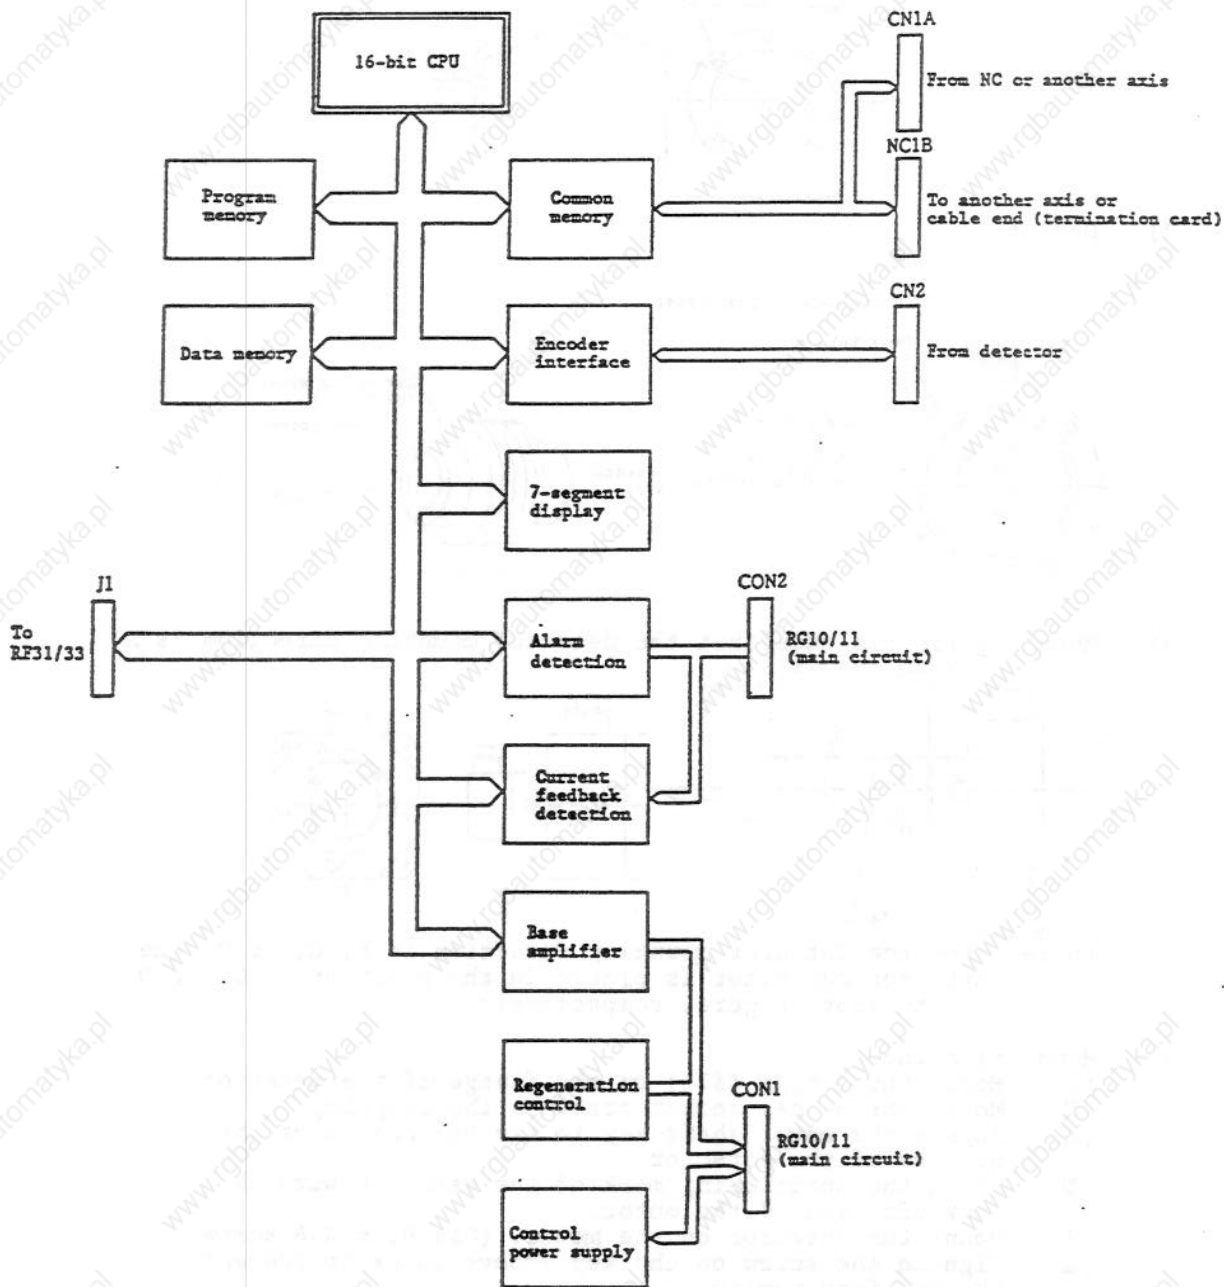 CN1A
16-bit CPU
From NC or another axis
NC1B
Program
memory
Common
memory
To another axis or
cable end (termination card)
CN2
Data memory
Encoder
interface
From detector
7-segment
display
J1
CON2
To
RF31/33
Alarm
detection
RG10/11
(main circuit)
Current
feedback
detection
Base
amplifier
Regeneration
control
CON1
RG10/11
(main circuit)
Control
power supply
www.rgbautomatyka.pl